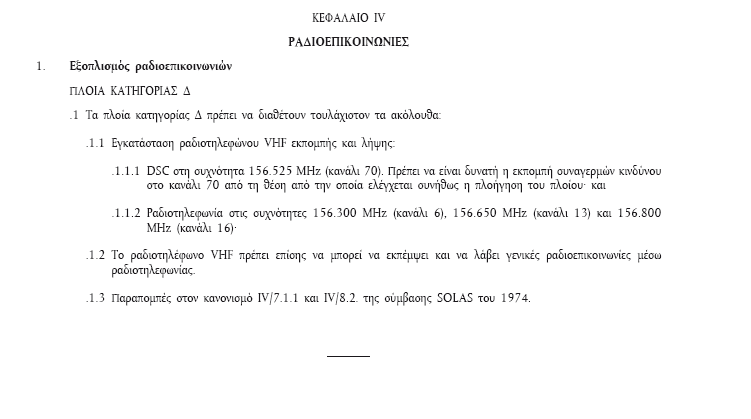 ΚΕΦΑΛΑΙΟ IV
ΡΑΔΙΟΕΠΙΚΟΙΝΩΝΙΕΣ
1. Εξοπλισμός ραδιοεπικοινωνιών
ΠΛΟΙΑ ΚΑΤΗΓΟΡΙΑΣ Δ
.1 Τα πλοία κατηγορίας Δ πρέπει να διαθέτουν τουλάχιστον τα ακόλουθα:
.1.1 Εγκατάσταση ραδιοτηλεφώνου VHF εκπομπής και λήψης:
.1.1.1 DSC στη συχνότητα 156.525 MHz (κανάλι 70). Πρέπει να είναι δυνατή η εκπομπή συναγερμών κινδύνου
στο κανάλι 70 από τη θέση από την οποία ελέγχεται συνήθως η πλοήγηση του πλοίου· και
.1.1.2 Ραδιοτηλεφωνία στις συχνότητες 156.300 MHz (κανάλι 6), 156.650 MHz (κανάλι 13) και 156.800
MHz (κανάλι 16)·
.1.2 Το ραδιοτηλέφωνο VHF πρέπει επίσης να μπορεί να εκπέμψει και να λάβει γενικές ραδιοεπικοινωνίες μέσω
ραδιοτηλεφωνίας.
.1.3 Παραπομπές στον κανονισμό IV/7.1.1 και IV/8.2. της σύμβασης SOLAS του 1974.